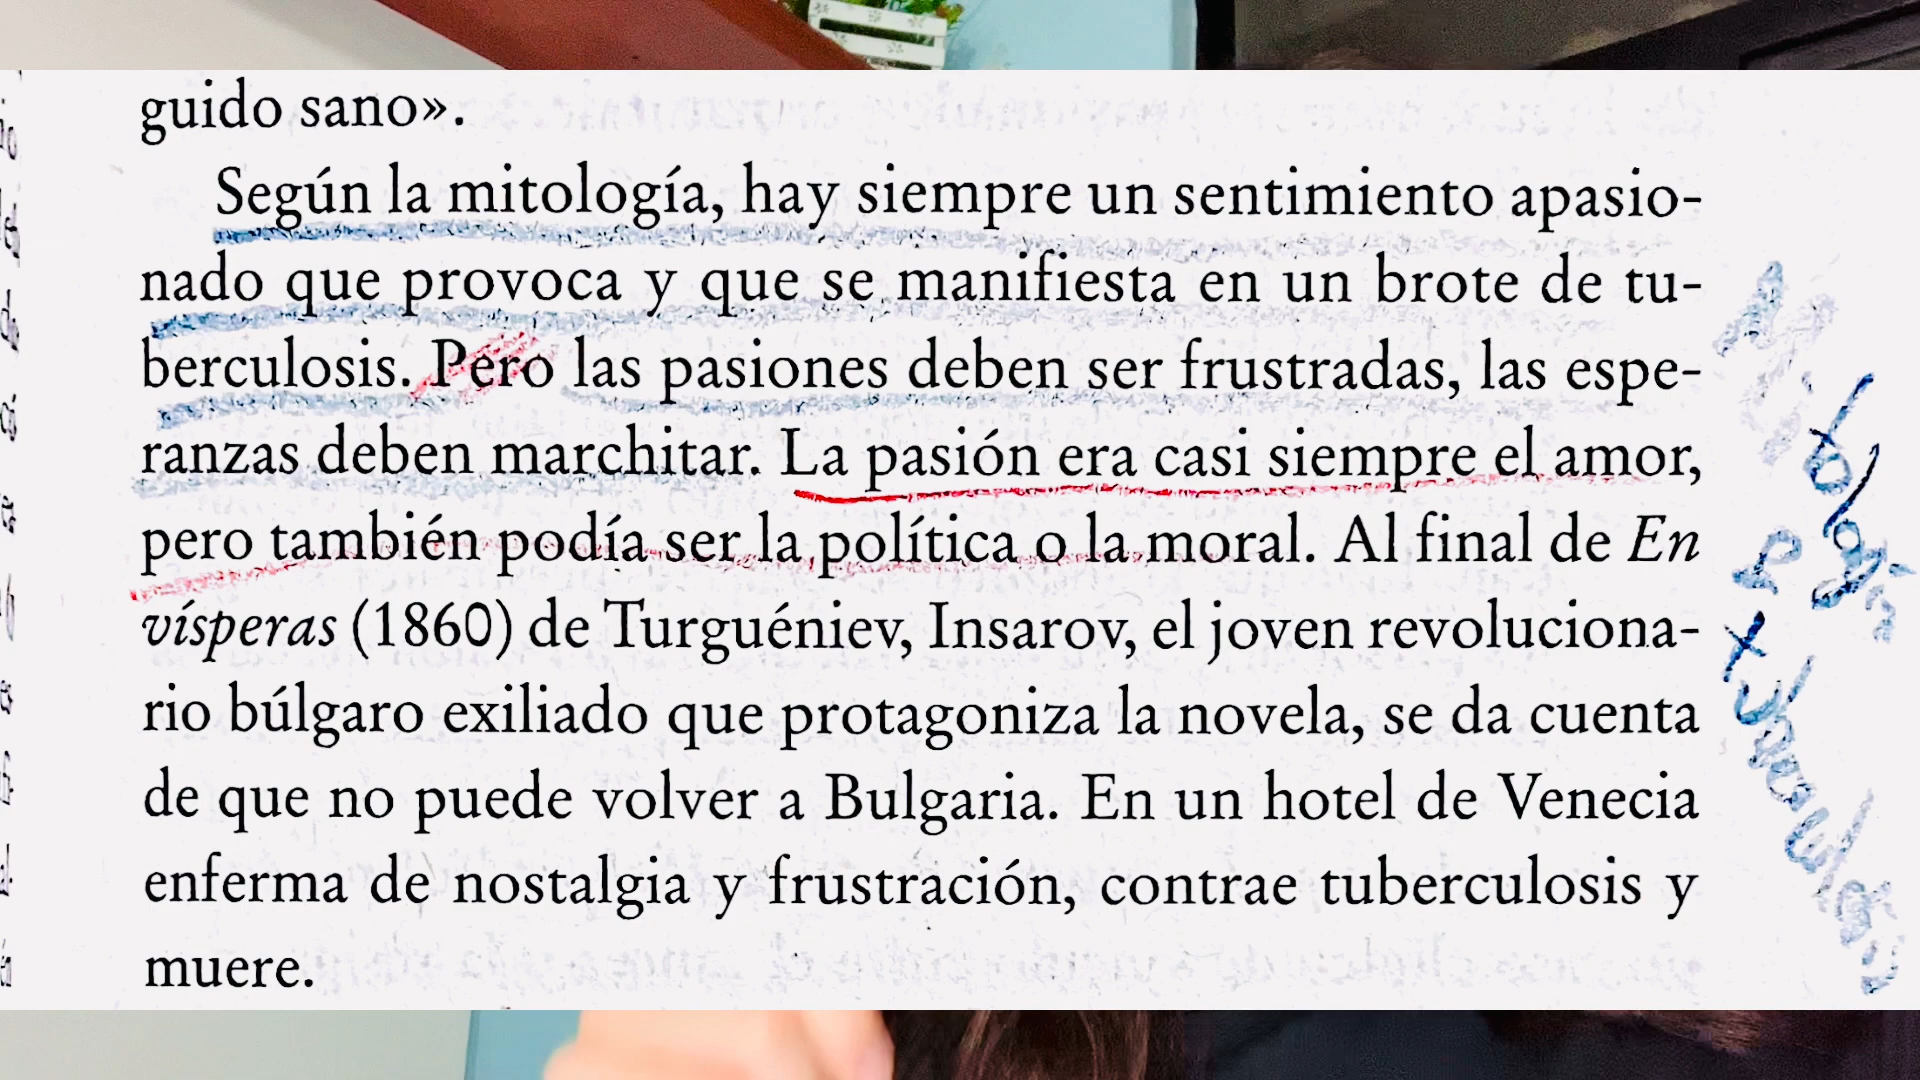 guido sano».
Según la mitología, hay siempre un sentimiento apasio-
nado que provoca y que se manifiesta en un brote de tu-
berculosis. Pero las pasiones deben ser frustradas, las espe-
ranzas deben marchitar. La pasión era casi siempre el amor,
pero también podía ser la política o la moral. Al final de En
vísperas (1860) de Turguéniev, Insarov, el joven revoluciona-
rio búlgaro exiliado que protagoniza la novela, se da cuenta
de que no puede volver a Bulgaria. En un hotel de Venecia
enferma de nostalgia y frustración, contrae tuberculosis y
muere.
Mitología
tuberculosis